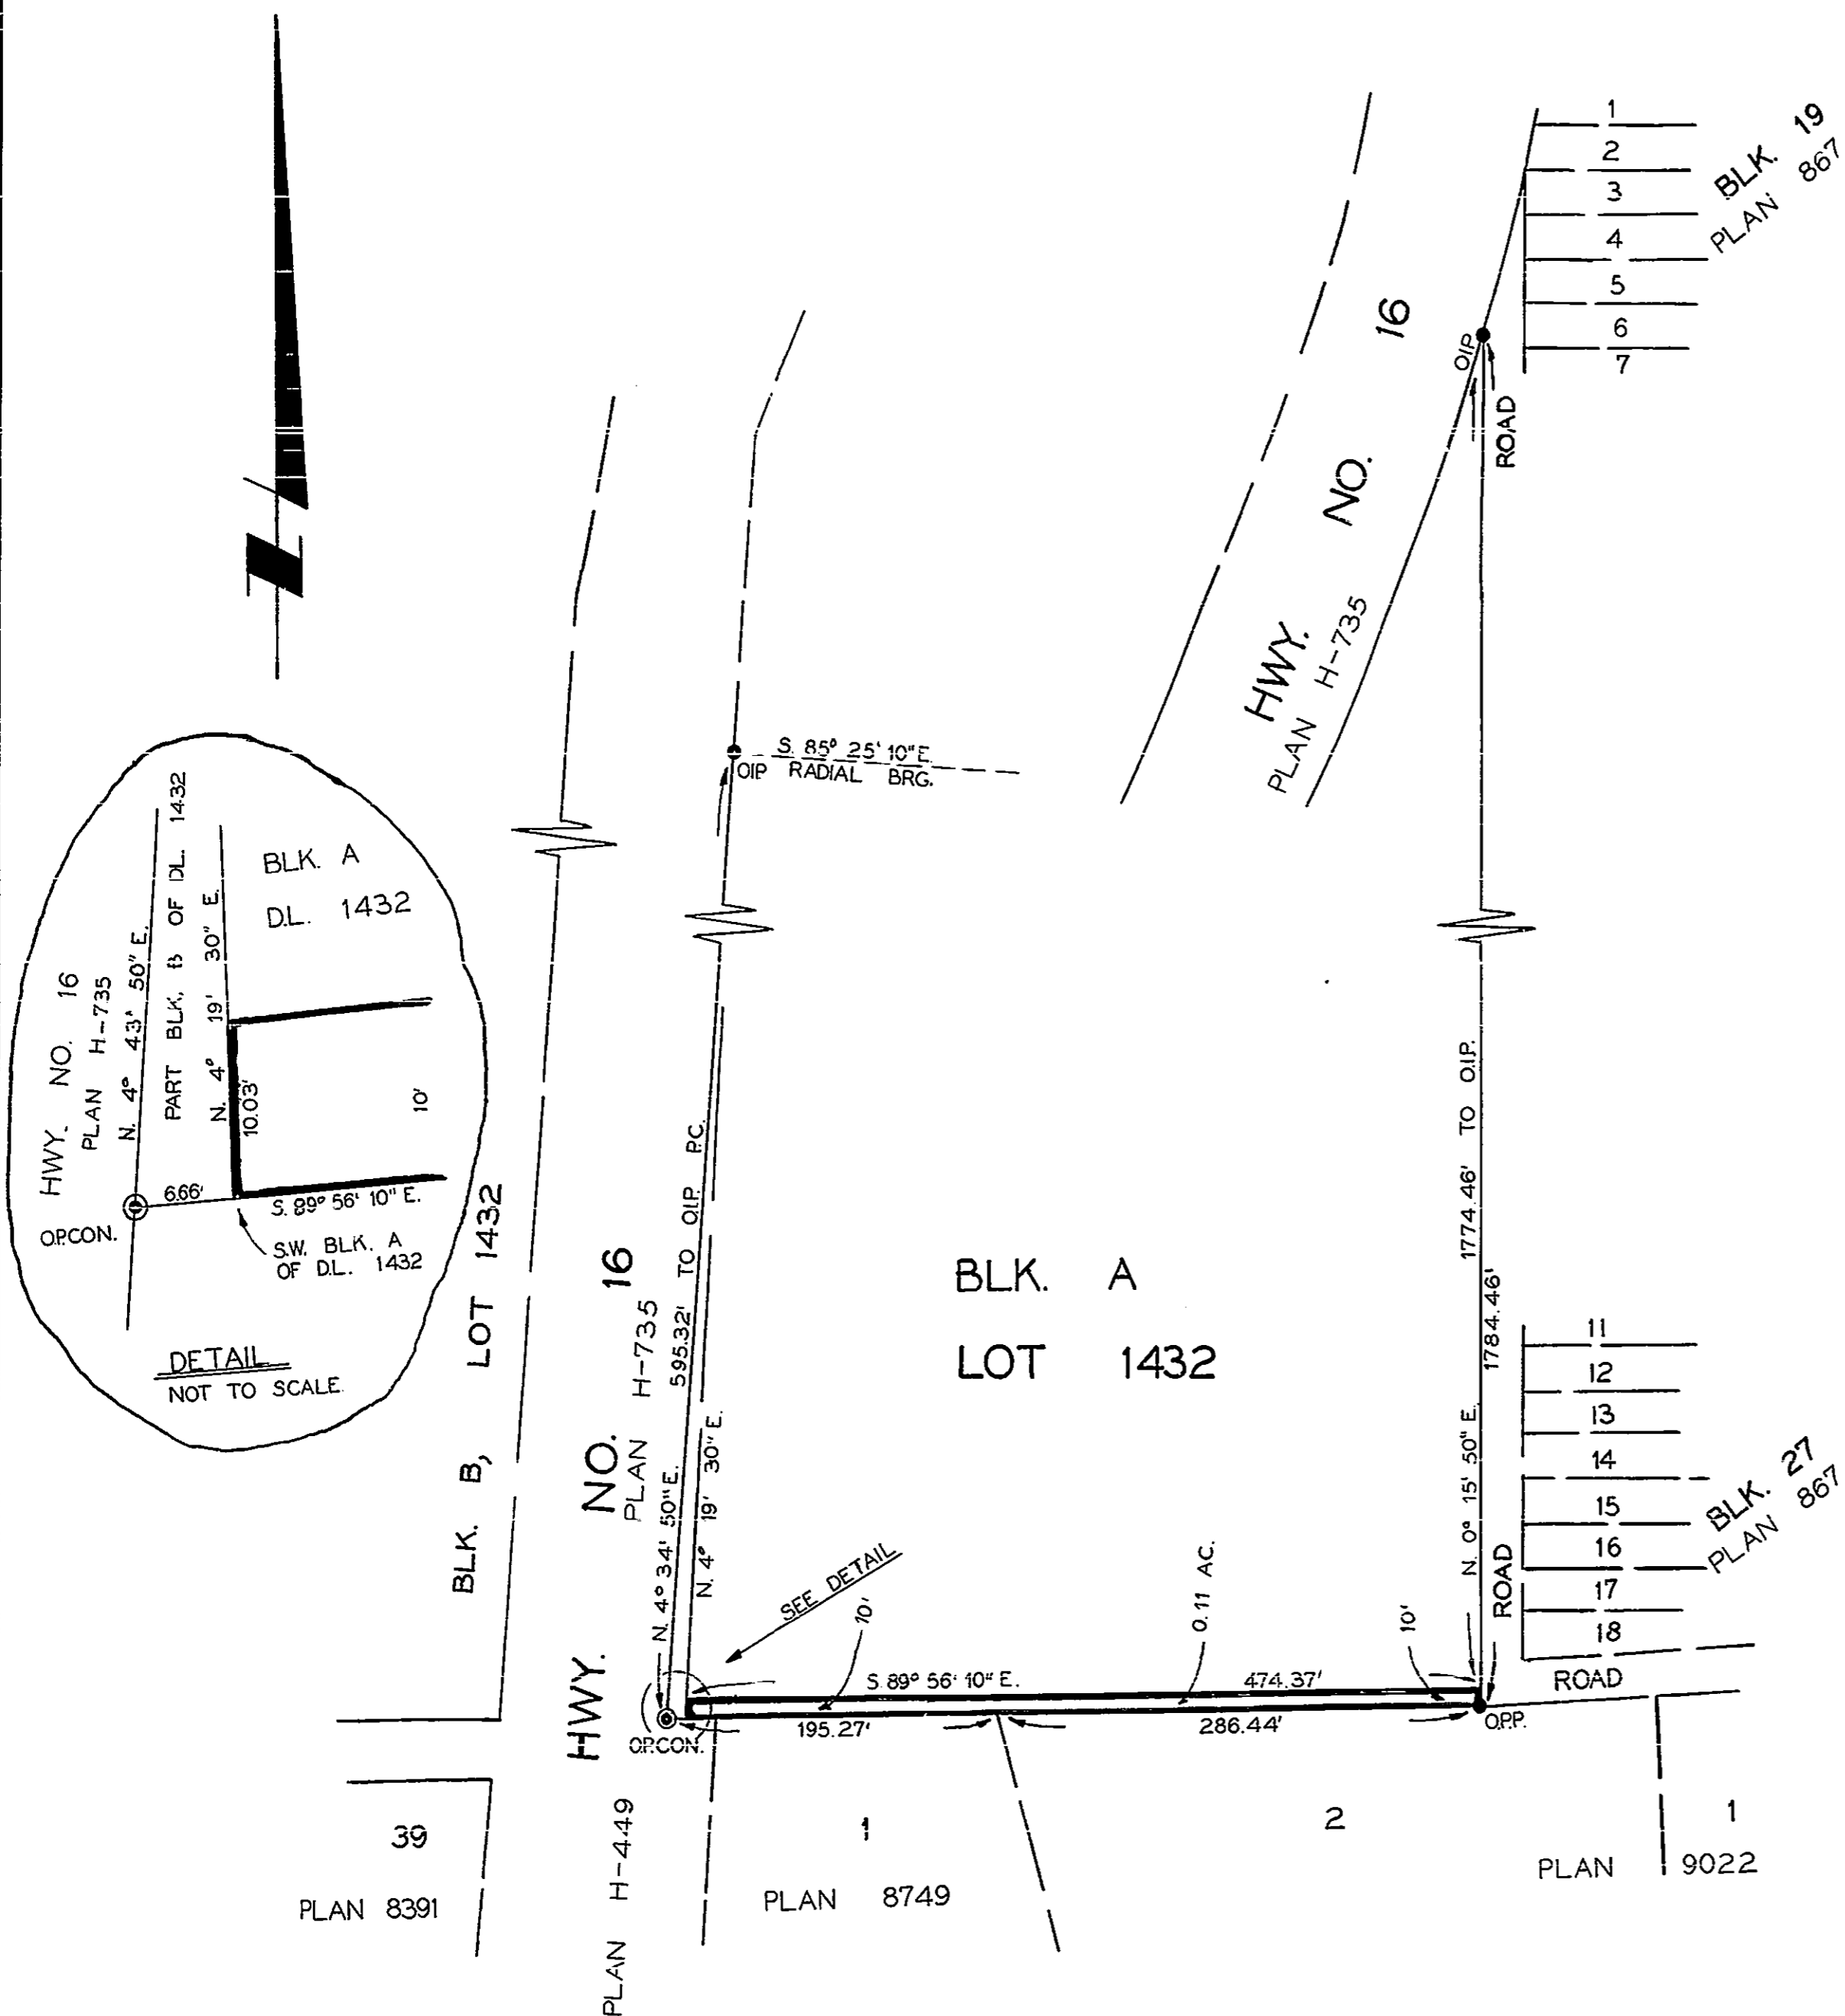 1
2
3
4
5
6
7
BLK. 19
PLAN 867
HWY. NO. 16
PLAN H-735
OIP
ROAD
S. 85° 25' 10" E.
OIP RADIAL BRG.
HWY. NO. 16
PLAN H-735
N. 4° 43' 50" E.
PART BLK. B OF D.L. 1432
N. 4° 19' 30" E.
10.03'
BLK. A
D.L. 1432
10'
6.66'
S. 89° 56' 10" E.
O.P.CON.
S.W. BLK. A
OF D.L. 1432
DETAIL
NOT TO SCALE.
BLK. B, LOT 1432
HWY. NO. 16
PLAN H-735
595.32' TO O.I.P. P.C.
N. 4° 34' 50" E.
N. 4° 19' 30" E.
BLK. A
LOT 1432
1774.46' TO O.I.P.
1784.46'
N. 0° 15' 50" E.
ROAD
11
12
13
14
15
16
17
18
BLK. 27
PLAN 867
SEE DETAIL
10'
0.11 AC.
10'
S. 89° 56' 10" E. 474.37'
195.27'
286.44'
O.P.CON.
O.P.P.
ROAD
39
PLAN 8391
PLAN H-449
1
PLAN 8749
2
1
PLAN 9022